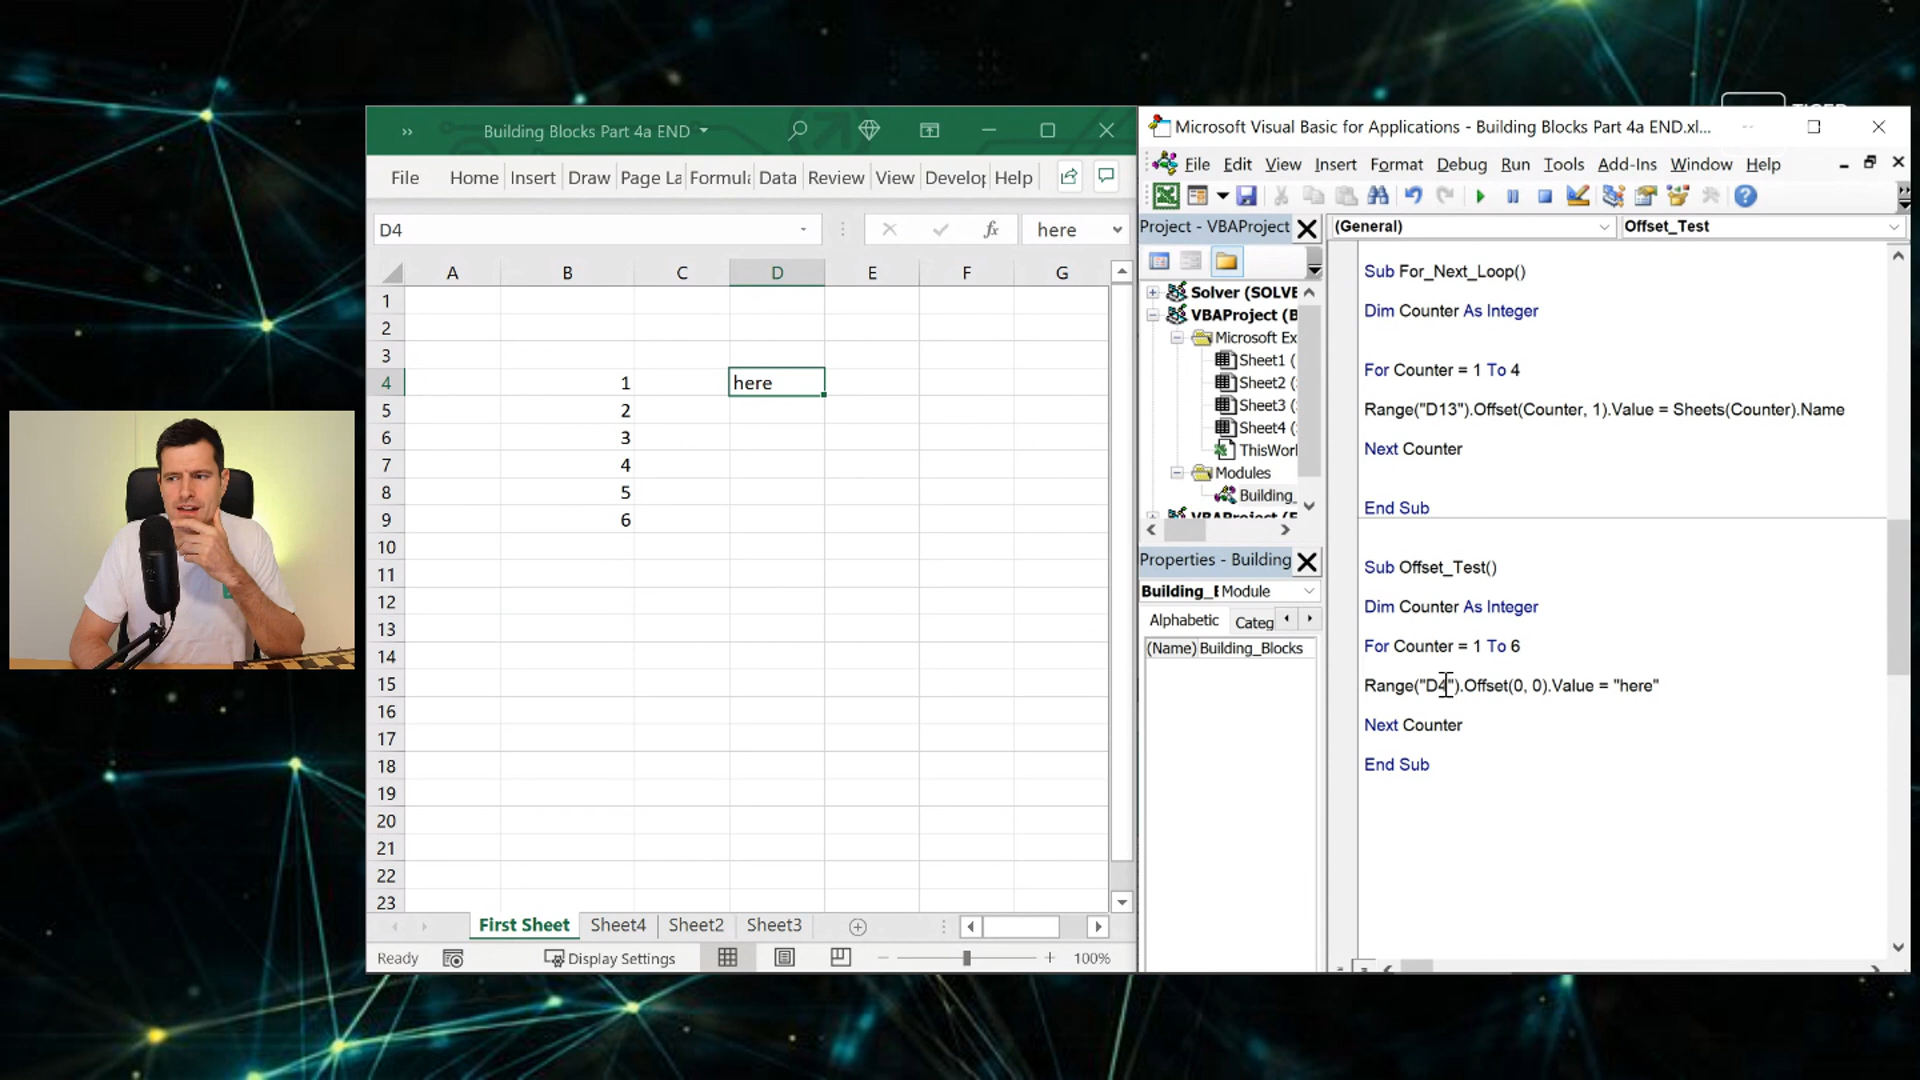 Building Blocks Part 4a END
File Home Insert Draw Page La Formula Data Review View Develop Help
D4
here
A B C D E F G
1
2
3
4 1 here
5 2
6 3
7 4
8 5
9 6
10
11
12
13
14
15
16
17
18
19
20
21
22
23
First Sheet Sheet4 Sheet2 Sheet3
Ready Display Settings 100%
Microsoft Visual Basic for Applications - Building Blocks Part 4a END.xl...
File Edit View Insert Format Debug Run Tools Add-Ins Window Help
Project - VBAProject
Solver (SOLVE
VBAProject (B
Microsoft Ex
Sheet1 (
Sheet2 (
Sheet3 (
Sheet4 (
ThisWor
Modules
Building_
Properties - Building
Building_E Module
Alphabetic Categ
(Name) Building_Blocks
(General) Offset_Test
Sub For_Next_Loop()
Dim Counter As Integer
For Counter = 1 To 4
Range("D13").Offset(Counter, 1).Value = Sheets(Counter).Name
Next Counter
End Sub
Sub Offset_Test()
Dim Counter As Integer
For Counter = 1 To 6
Range("D4").Offset(0, 0).Value = "here"
Next Counter
End Sub